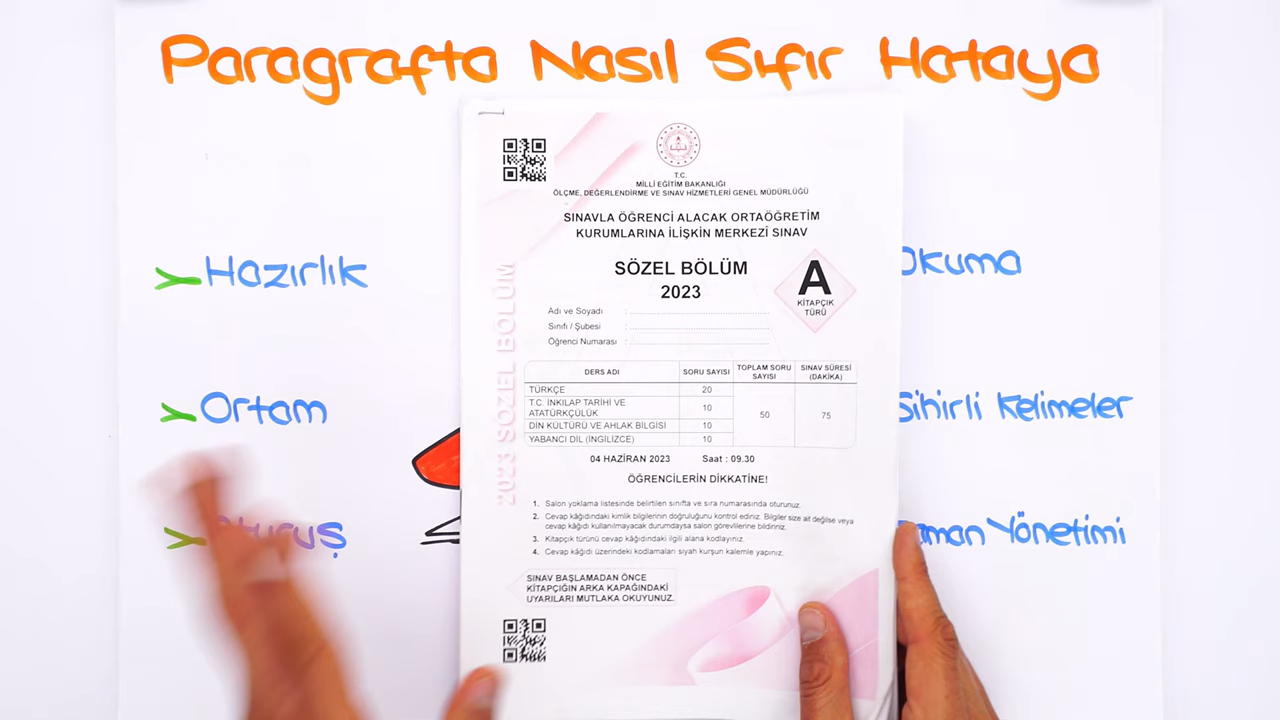 Paragrafta Nasıl Sıfır Hataya
Hazırlık
Ortam
Okuma
Sihirli Kelimeler
Yönetimi
T.C.
MİLLİ EĞİTİM BAKANLIĞI
ÖLÇME, DEĞERLENDİRME VE SINAV HİZMETLERİ GENEL MÜDÜRLÜĞÜ
SINAVLA ÖĞRENCİ ALACAK ORTAÖĞRETİM
KURUMLARINA İLİŞKİN MERKEZİ SINAV
SÖZEL BÖLÜM
2023
A
KİTAPÇIK
TÜRÜ
Adı ve Soyadı :
Sınıfı / Şubesi :
Öğrenci Numarası :
2023 SÖZEL BÖLÜM
DERS ADI SORU SAYISI TOPLAM SORU SAYISI SINAV SÜRESİ (DAKİKA)
TÜRKÇE 20
T.C. İNKILAP TARİHİ VE
ATATÜRKÇÜLÜK 10 50 75
DİN KÜLTÜRÜ VE AHLAK BİLGİSİ 10
YABANCI DİL (İNGİLİZCE) 10
04 HAZİRAN 2023 Saat : 09.30
ÖĞRENCİLERİN DİKKATİNE!
1. Salon yoklama listesinde belirtilen sınıfta ve sıra numarasında oturunuz.
2. Cevap kâğıdındaki kimlik bilgilerinin doğruluğunu kontrol ediniz. Bilgiler size ait değilse veya
cevap kâğıdı kullanılmayacak durumdaysa salon görevlilerine bildiriniz.
3. Kitapçık türünü cevap kâğıdındaki ilgili alana kodlayınız.
4. Cevap kâğıdı üzerindeki kodlamaları siyah kurşun kalemle yapınız.
SINAV BAŞLAMADAN ÖNCE
KİTAPÇIĞIN ARKA KAPAĞINDAKİ
UYARILARI MUTLAKA OKUYUNUZ.